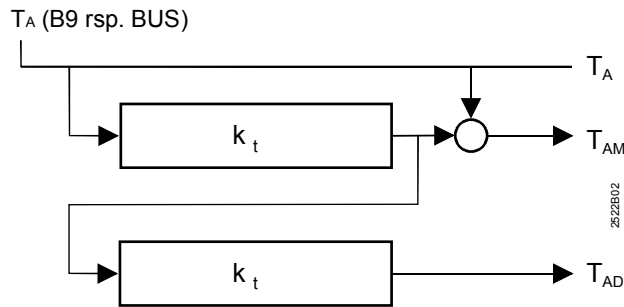 TA (B9 rsp. BUS)
TA
kt
TAM
2522B02
kt
TAD